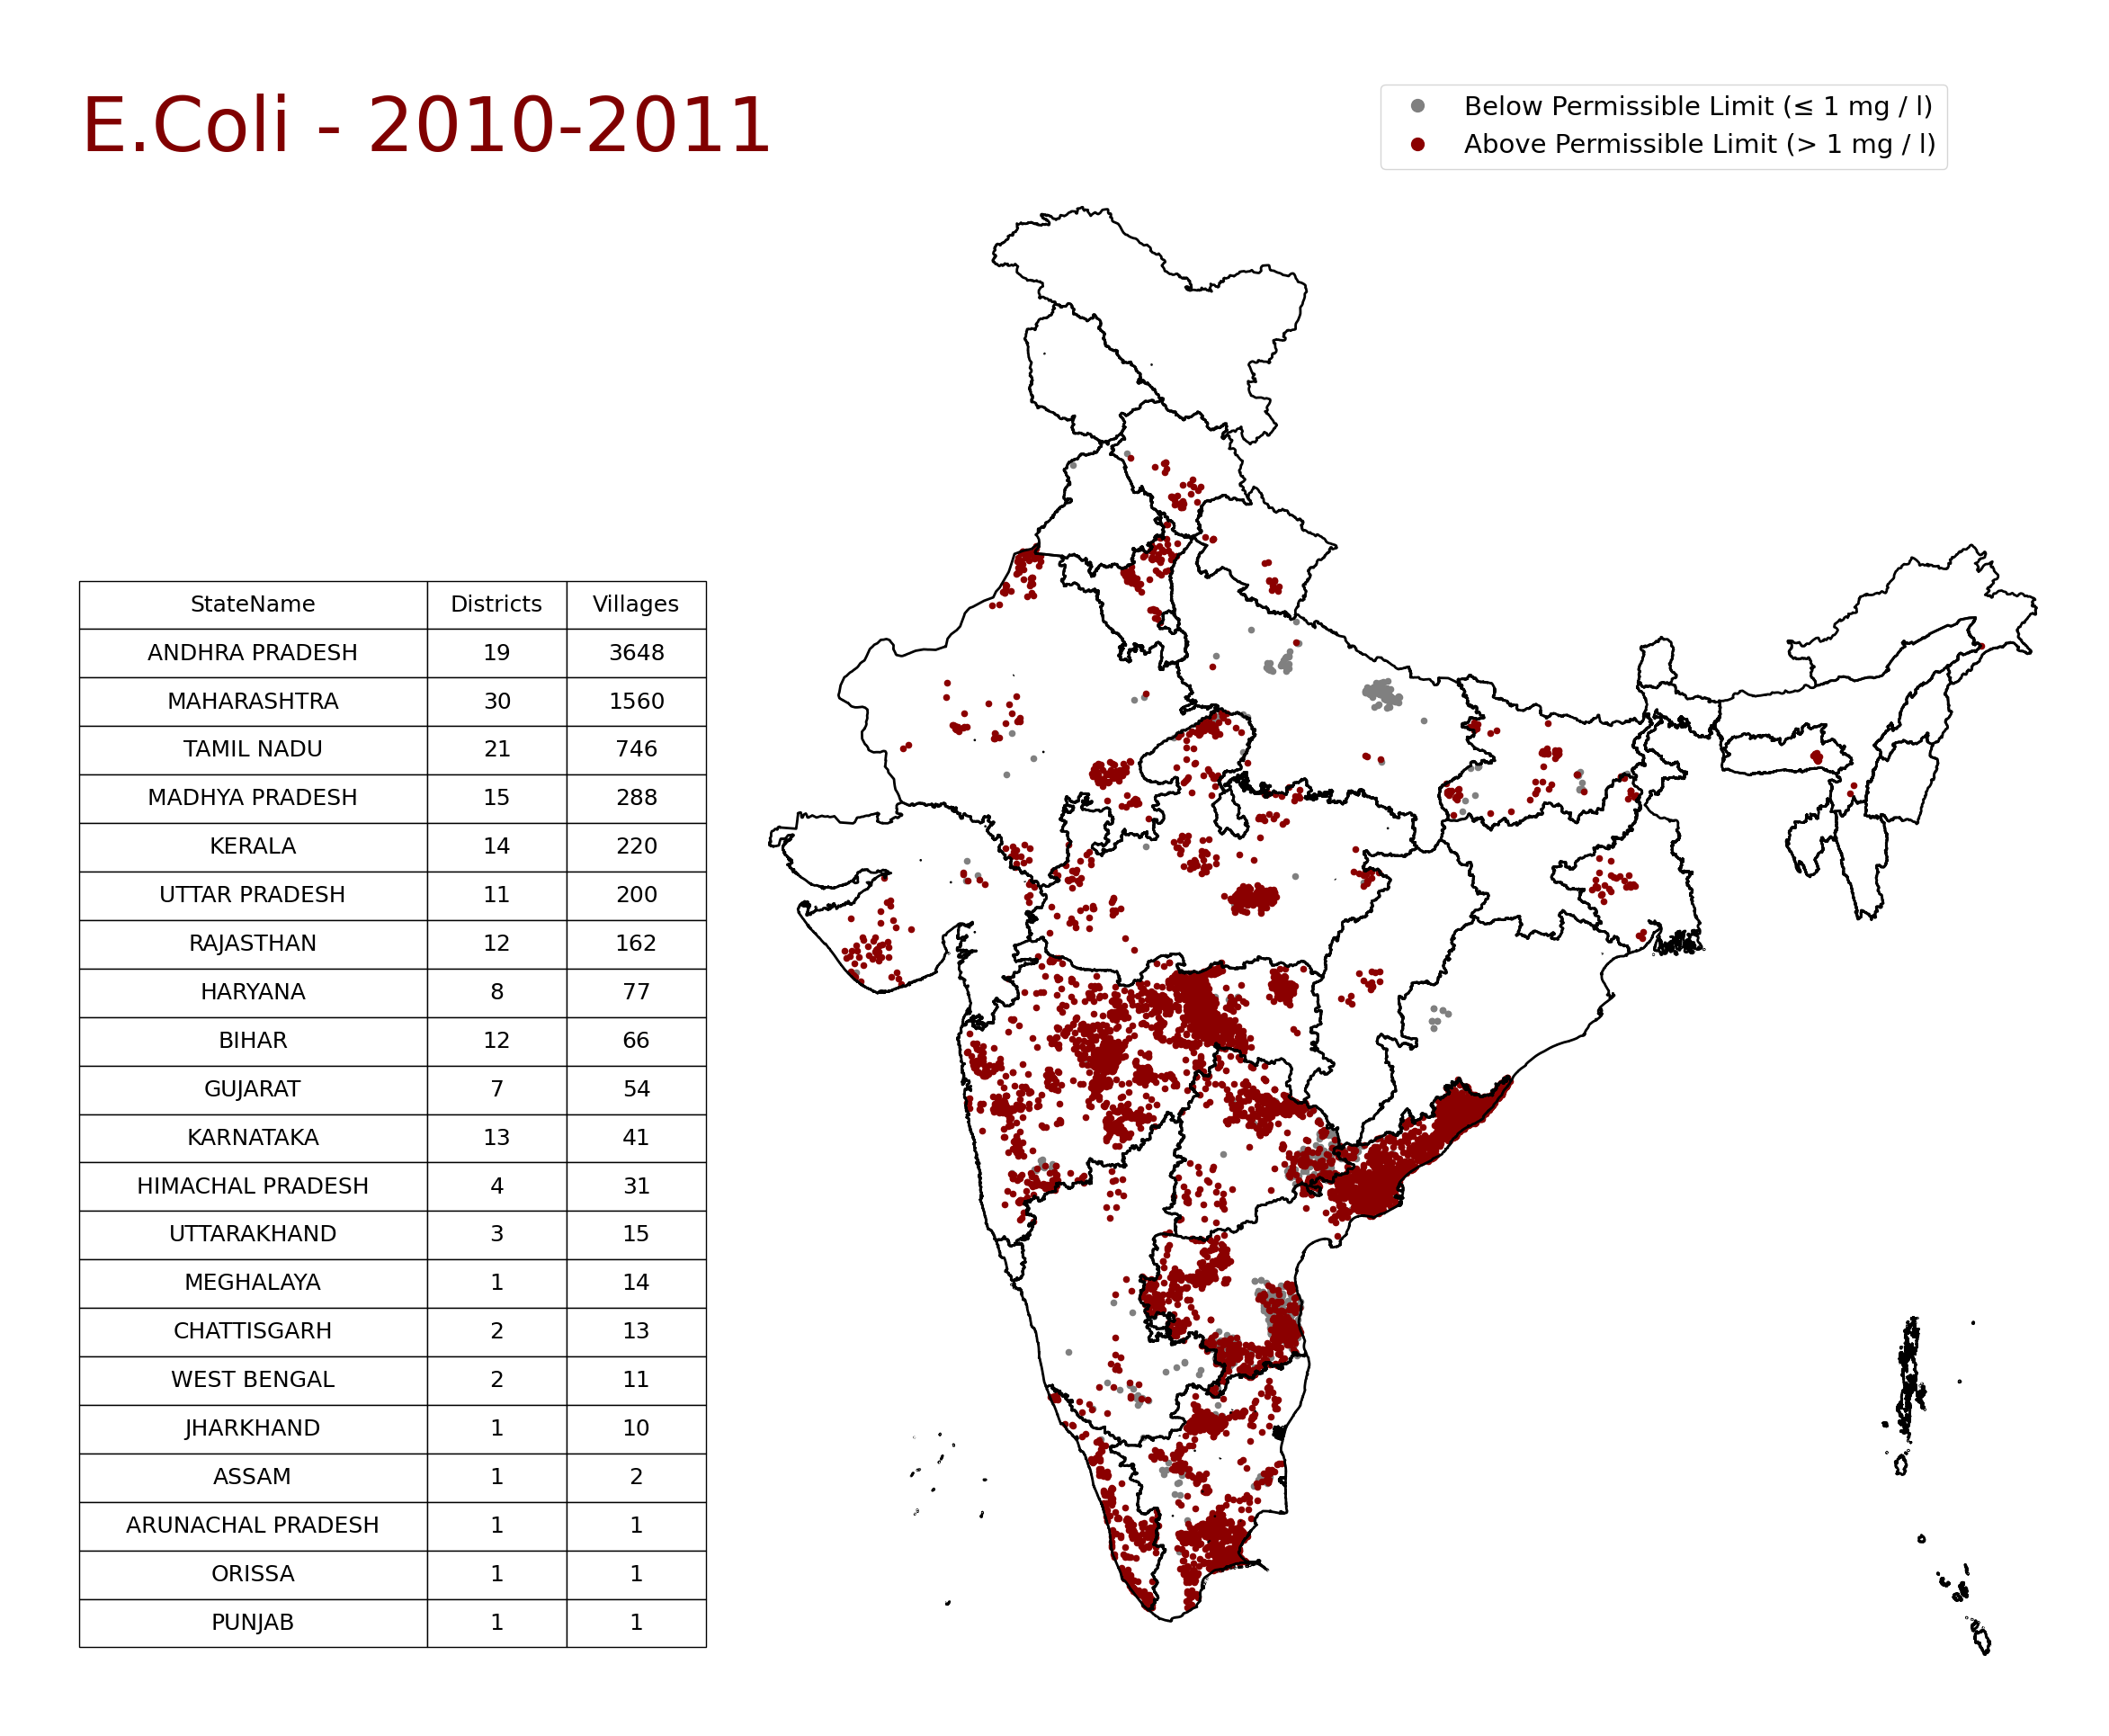 E.Coli - 2010-2011
Below Permissible Limit (≤ 1 mg / l)
Above Permissible Limit (> 1 mg / l)
StateName Districts Villages
ANDHRA PRADESH 19 3648
MAHARASHTRA 30 1560
TAMIL NADU 21 746
MADHYA PRADESH 15 288
KERALA 14 220
UTTAR PRADESH 11 200
RAJASTHAN 12 162
HARYANA 8 77
BIHAR 12 66
GUJARAT 7 54
KARNATAKA 13 41
HIMACHAL PRADESH 4 31
UTTARAKHAND 3 15
MEGHALAYA 1 14
CHATTISGARH 2 13
WEST BENGAL 2 11
JHARKHAND 1 10
ASSAM 1 2
ARUNACHAL PRADESH 1 1
ORISSA 1 1
PUNJAB 1 1